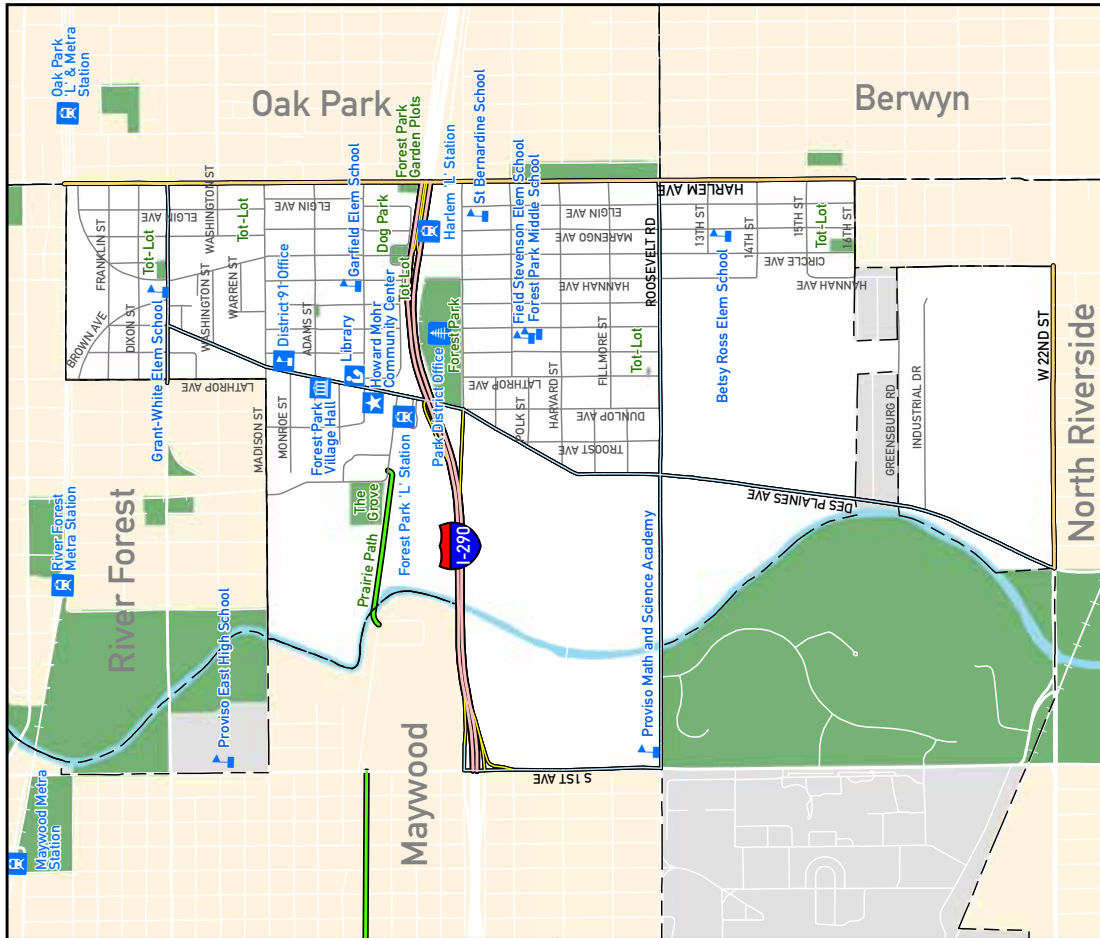 Oak Park
'L' & Metra
Station
Oak Park
Berwyn
Forest Park
Garden Plots
Harlem 'L' Station
St Bernardine School
Field Stevenson Elem School
Forest Park Middle School
HARLEM AVE
FRANKLIN ST
ELGIN AVE
WASHINGTON ST
Tot-Lot
Tot-Lot
ELGIN AVE
Garfield Elem School
Dog Park
Tot-Lot
ELGIN AVE
MARENGO AVE
HANNAH AVE
ROOSEVELT RD
13TH ST
14TH ST
15TH ST
Tot-Lot
16TH ST
CIRCLE AVE
HANNAH AVE
BROWN AVE
DIXON ST
WASHINGTON ST
WARREN ST
District 91 Office
ADAMS ST
Library
Howard Mohr
Community Center
Park District Office
Forest Park
FILLMORE ST
Tot-Lot
Betsy Ross Elem School
Grant-White Elem School
LATHROP AVE
MADISON ST
MONROE ST
Forest Park
Village Hall
LATHROP AVE
POLK ST
HARVARD ST
DUNLOP AVE
TROOST AVE
GREENSBURG RD
INDUSTRIAL DR
W 22ND ST
North Riverside
River Forest
Metra Station
River Forest
The
Grove
Prairie Path
Forest Park 'L' Station
I-290
DES PLAINES AVE
Proviso East High School
Proviso Math and Science Academy
Maywood
S 1ST AVE
Maywood Metra
Station